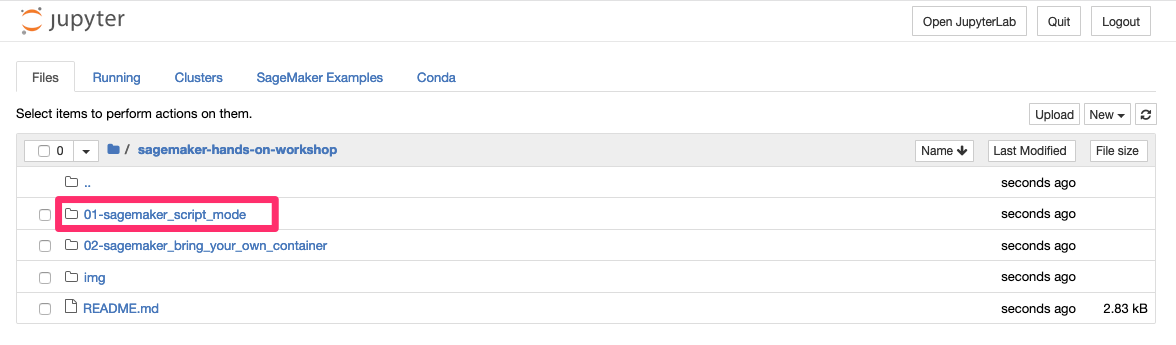 jupyter Open JupyterLab Quit Logout
Files Running Clusters SageMaker Examples Conda
Select items to perform actions on them. Upload New
0 / sagemaker-hands-on-workshop Name Last Modified File size
.. seconds ago
01-sagemaker_script_mode seconds ago
02-sagemaker_bring_your_own_container seconds ago
img seconds ago
README.md seconds ago 2.83 kB